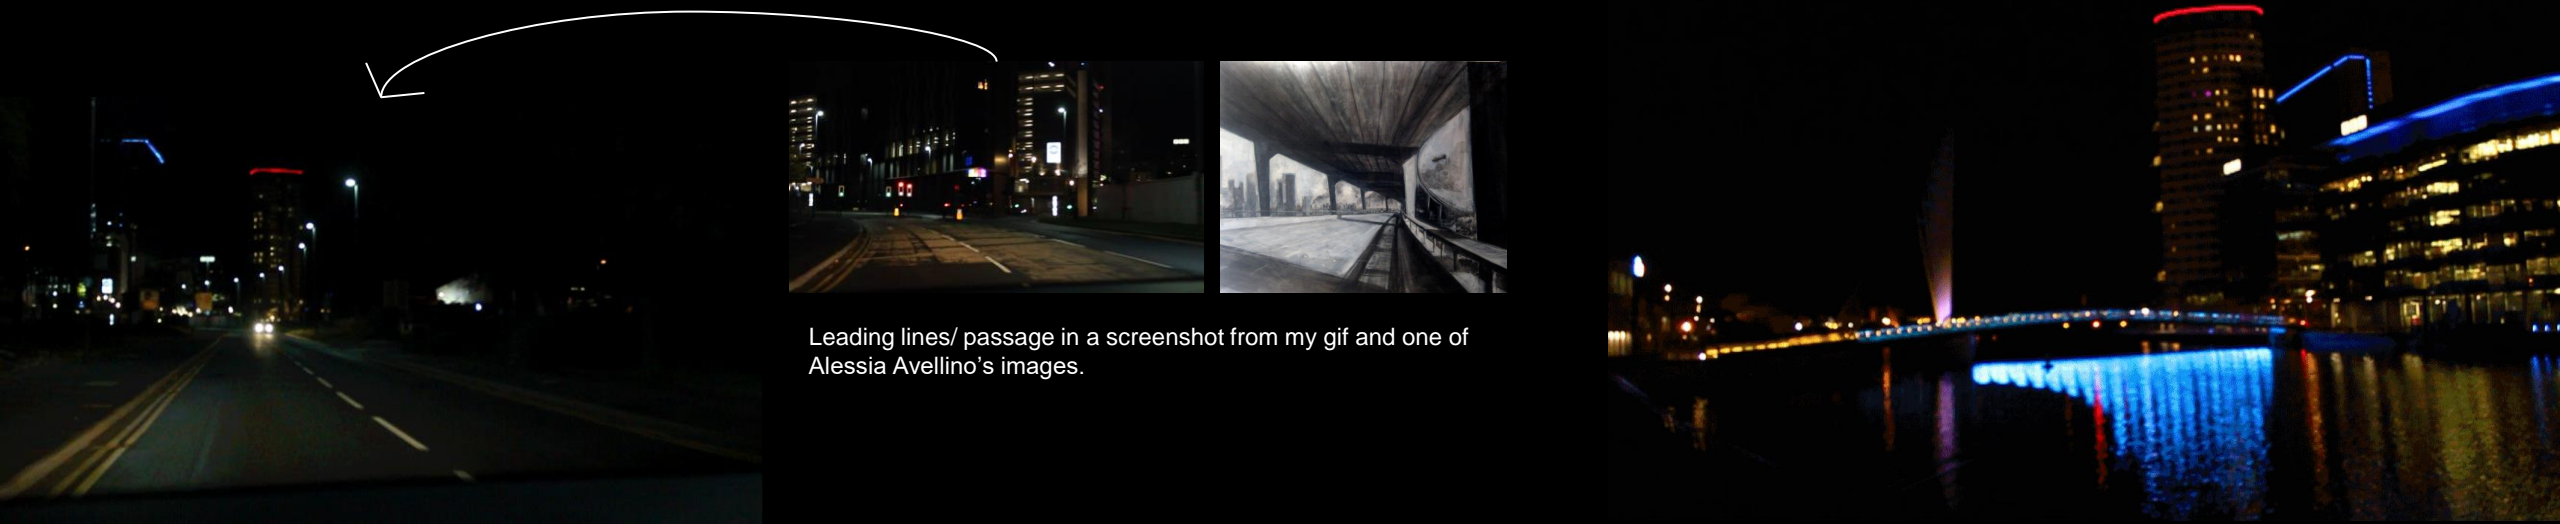 Leading lines/ passage in a screenshot from my gif and one of
Alessia Avellino’s images.